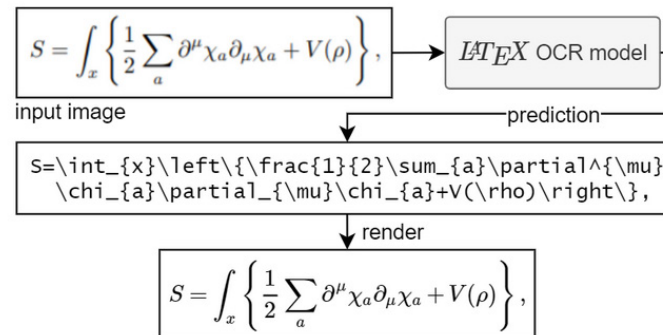 S = \int_x \left\{ \frac{1}{2} \sum_a \partial^\mu \chi_a \partial_\mu \chi_a + V(\rho) \right\},
LATEX OCR model
input image
prediction
S=\int_{x}\left\{\frac{1}{2}\sum_{a}\partial^{\mu}
\chi_{a}\partial_{\mu}\chi_{a}+V(\rho)\right\},
render
S = \int_x \left\{ \frac{1}{2} \sum_a \partial^\mu \chi_a \partial_\mu \chi_a + V(\rho) \right\},